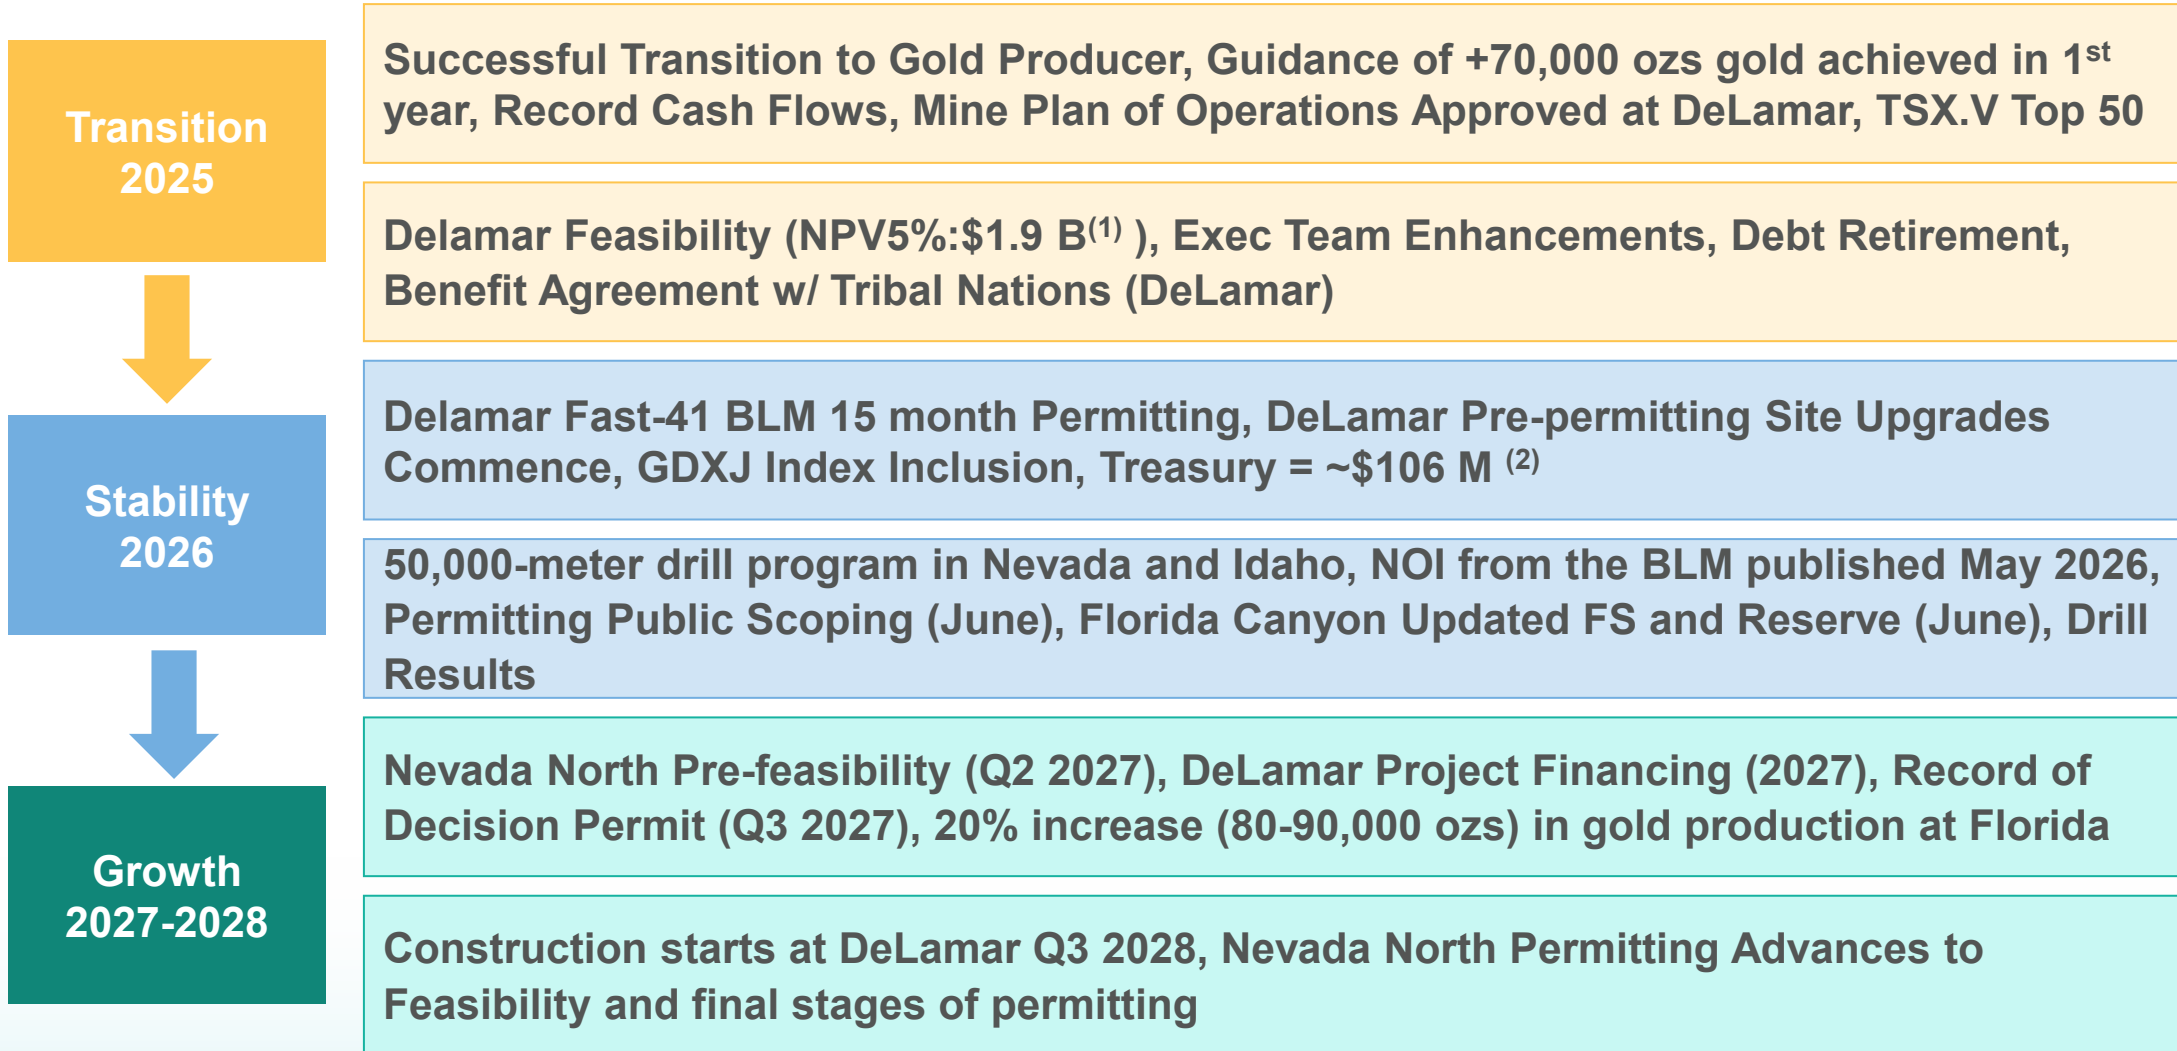 Transition
2025
Successful Transition to Gold Producer, Guidance of +70,000 ozs gold achieved in 1st
year, Record Cash Flows, Mine Plan of Operations Approved at DeLamar, TSX.V Top 50
Delamar Feasibility (NPV5%:$1.9 B(1) ), Exec Team Enhancements, Debt Retirement,
Benefit Agreement w/ Tribal Nations (DeLamar)
Stability
2026
Delamar Fast-41 BLM 15 month Permitting, DeLamar Pre-permitting Site Upgrades
Commence, GDXJ Index Inclusion, Treasury = ~$106 M (2)
50,000-meter drill program in Nevada and Idaho, NOI from the BLM published May 2026,
Permitting Public Scoping (June), Florida Canyon Updated FS and Reserve (June), Drill
Results
Growth
2027-2028
Nevada North Pre-feasibility (Q2 2027), DeLamar Project Financing (2027), Record of
Decision Permit (Q3 2027), 20% increase (80-90,000 ozs) in gold production at Florida
Construction starts at DeLamar Q3 2028, Nevada North Permitting Advances to
Feasibility and final stages of permitting